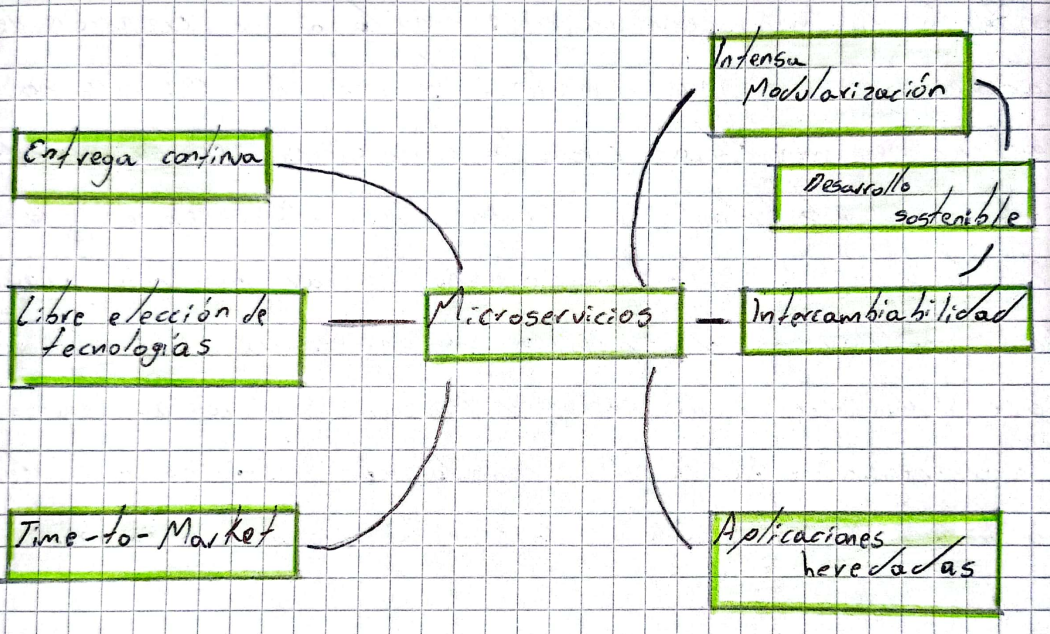 Intensa
Modularización
Entrega continua
Desarrollo
sostenible
Libre elección de
tecnologías
Microservicios
Intercambiabilidad
Time-to-Market
Aplicaciones
heredadas